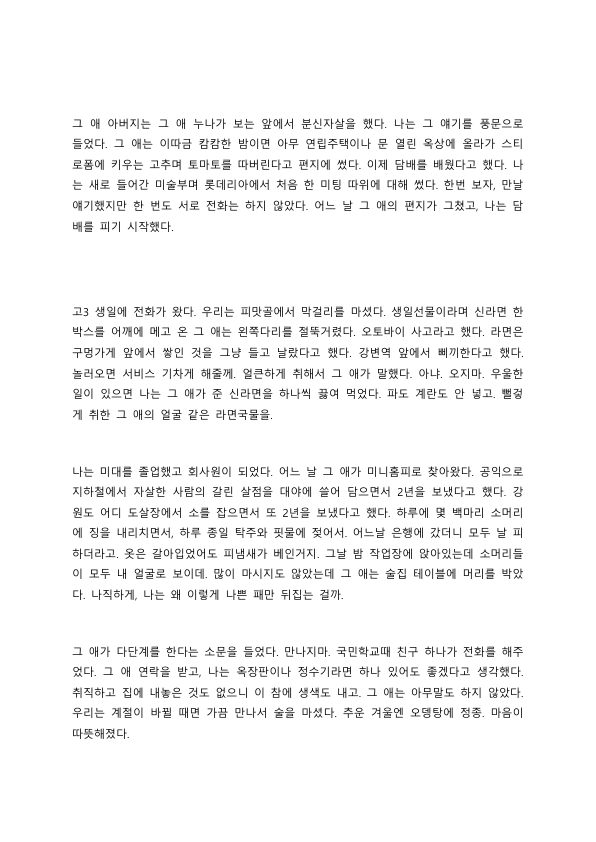 그 애 아버지는 그 애 누나가 보는 앞에서 분신자살을 했다. 나는 그 얘기를 풍문으로
들었다. 그 애는 이따금 캄캄한 밤이면 아무 연립주택이나 문 열린 옥상에 올라가 스티
로폼에 키우는 고추며 토마토를 따버린다고 편지에 썼다. 이제 담배를 배웠다고 했다. 나
는 새로 들어간 미술부며 롯데리아에서 처음 한 미팅 따위에 대해 썼다. 한번 보자, 만날
얘기했지만 한 번도 서로 전화는 하지 않았다. 어느 날 그 애의 편지가 그쳤고, 나는 담
배를 피기 시작했다.
고3 생일에 전화가 왔다. 우리는 피맛골에서 막걸리를 마셨다. 생일선물이라며 신라면 한
박스를 어깨에 메고 온 그 애는 왼쪽다리를 절뚝거렸다. 오토바이 사고라고 했다. 라면은
구멍가게 앞에서 쌓인 것을 그냥 들고 날랐다고 했다. 강변역 앞에서 삐끼한다고 했다.
놀러오면 서비스 기차게 해줄께. 얼큰하게 취해서 그 애가 말했다. 아냐. 오지마. 우울한
일이 있으면 나는 그 애가 준 신라면을 하나씩 끓여 먹었다. 파도 계란도 안 넣고. 뻘겋
게 취한 그 애의 얼굴 같은 라면국물을.
나는 미대를 졸업했고 회사원이 되었다. 어느 날 그 애가 미니홈피로 찾아왔다. 공익으로
지하철에서 자살한 사람의 갈린 살점을 대야에 쓸어 담으면서 2년을 보냈다고 했다. 강
원도 어디 도살장에서 소를 잡으면서 또 2년을 보냈다고 했다. 하루에 몇 백마리 소머리
에 징을 내리치면서, 하루 종일 탁주와 핏물에 젖어서. 어느날 은행에 갔더니 모두 날 피
하더라고. 옷은 갈아입었어도 피냄새가 베인거지. 그날 밤 작업장에 앉아있는데 소머리들
이 모두 내 얼굴로 보이데. 많이 마시지도 않았는데 그 애는 술집 테이블에 머리를 박았
다. 나직하게, 나는 왜 이렇게 나쁜 패만 뒤집는 걸까.
그 애가 다단계를 한다는 소문을 들었다. 만나지마. 국민학교때 친구 하나가 전화를 해주
었다. 그 애 연락을 받고, 나는 옥장판이나 정수기라면 하나 있어도 좋겠다고 생각했다.
취직하고 집에 내놓은 것도 없으니 이 참에 생색도 내고. 그 애는 아무말도 하지 않았다.
우리는 계절이 바뀔 때면 가끔 만나서 술을 마셨다. 추운 겨울엔 오뎅탕에 정종. 마음이
따뜻해졌다.